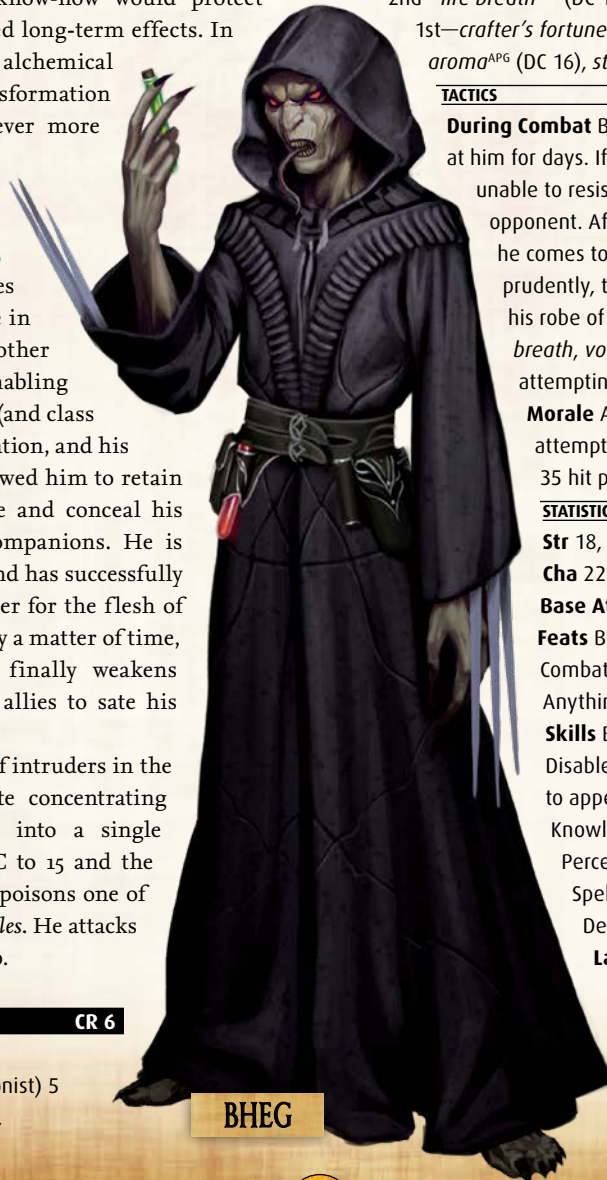 know-how would protect
ed long-term effects. In
alchemical
sformation
ever more
es
e in
other
nabling
(and class
ation, and his
wed him to retain
e and conceal his
ompanions. He is
nd has successfully
er for the flesh of
y a matter of time,
finally weakens
allies to sate his
of intruders in the
te concentrating
into a single
C to 15 and the
poisons one of
les. He attacks
CR 6
onist) 5
1st—crafter's fortune
aromaAPG (DC 16), st
TACTICS
During Combat B
at him for days. If
unable to resis
opponent. Af
he comes to
prudently, t
his robe of
breath, vo
attemptin
Morale A
attempt
35 hit p
STATISTIC
Str 18,
Cha 22
Base At
Feats B
Combat
Anythin
Skills B
Disable
to appe
Knowl
Perce
Spel
De
La
BHEG